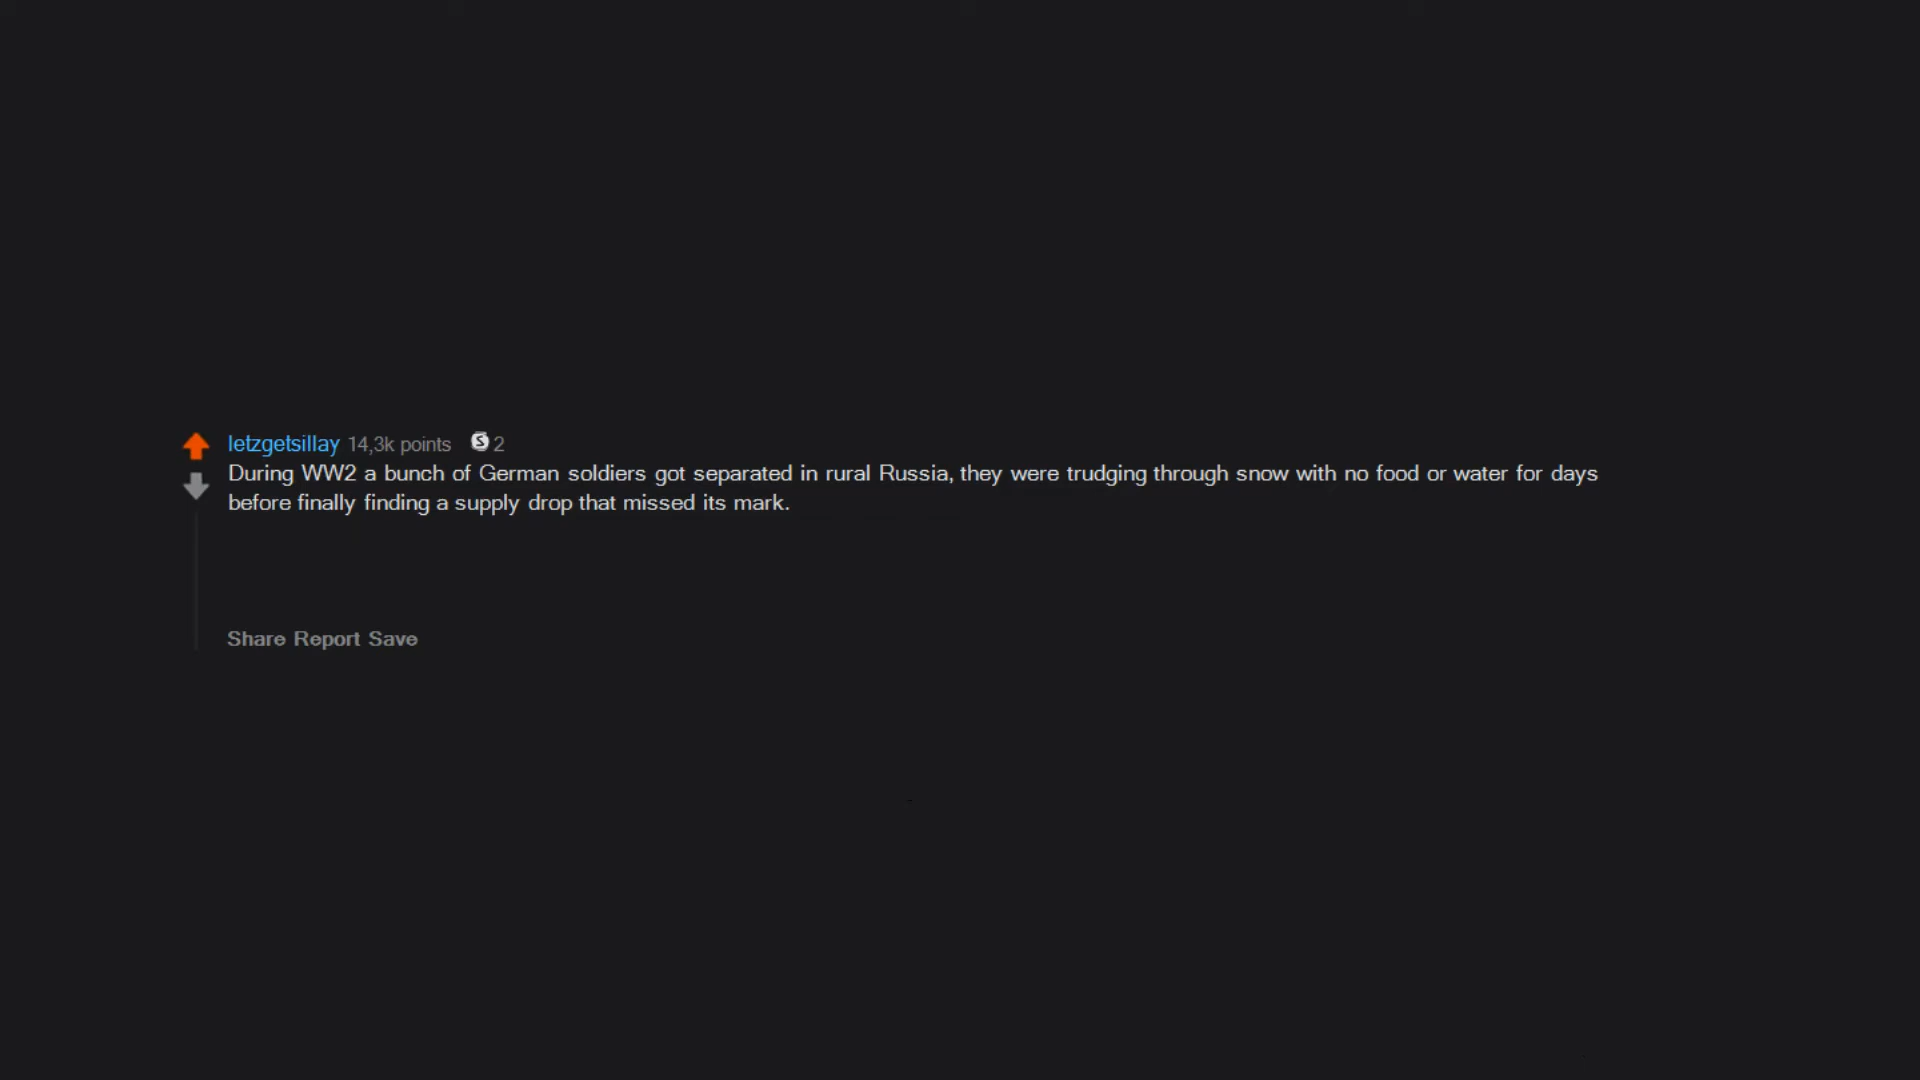 letzgetsillay 14,3k points S 2
During WW2 a bunch of German soldiers got separated in rural Russia, they were trudging through snow with no food or water for days
before finally finding a supply drop that missed its mark.
Share Report Save